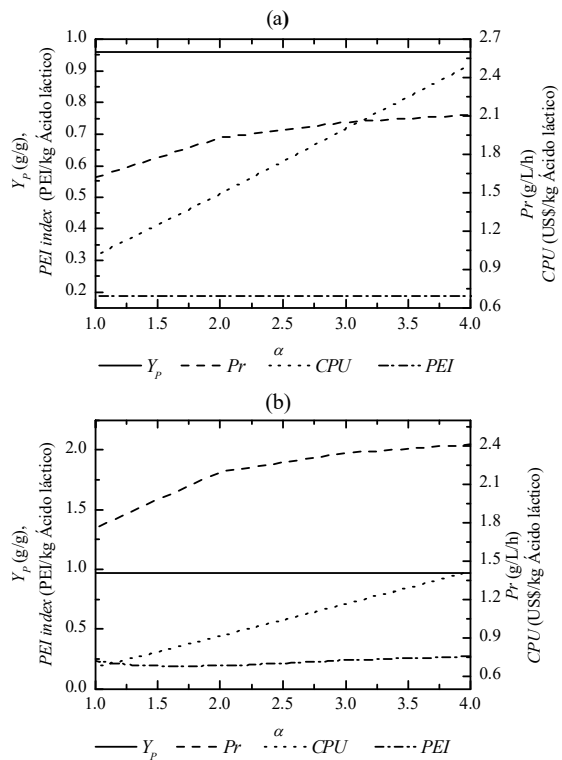 (a)
1.0
0.9
0.8
0.7
0.6
0.5
0.4
0.3
0.2
Y_P (g/g),
PEI index (PEI/kg Ácido láctico)
2.7
2.4
2.1
1.8
1.5
1.2
0.9
0.6
Pr (g/L/h)
CPU (US$/kg Ácido láctico)
1.0 1.5 2.0 2.5 3.0 3.5 4.0
α
Y_P Pr CPU PEI
(b)
2.0
1.5
1.0
0.5
0.0
Y_P (g/g),
PEI index (PEI/kg Ácido láctico)
2.4
2.1
1.8
1.5
1.2
0.9
0.6
Pr (g/L/h)
CPU (US$/kg Ácido láctico)
1.0 1.5 2.0 2.5 3.0 3.5 4.0
α
Y_P Pr CPU PEI